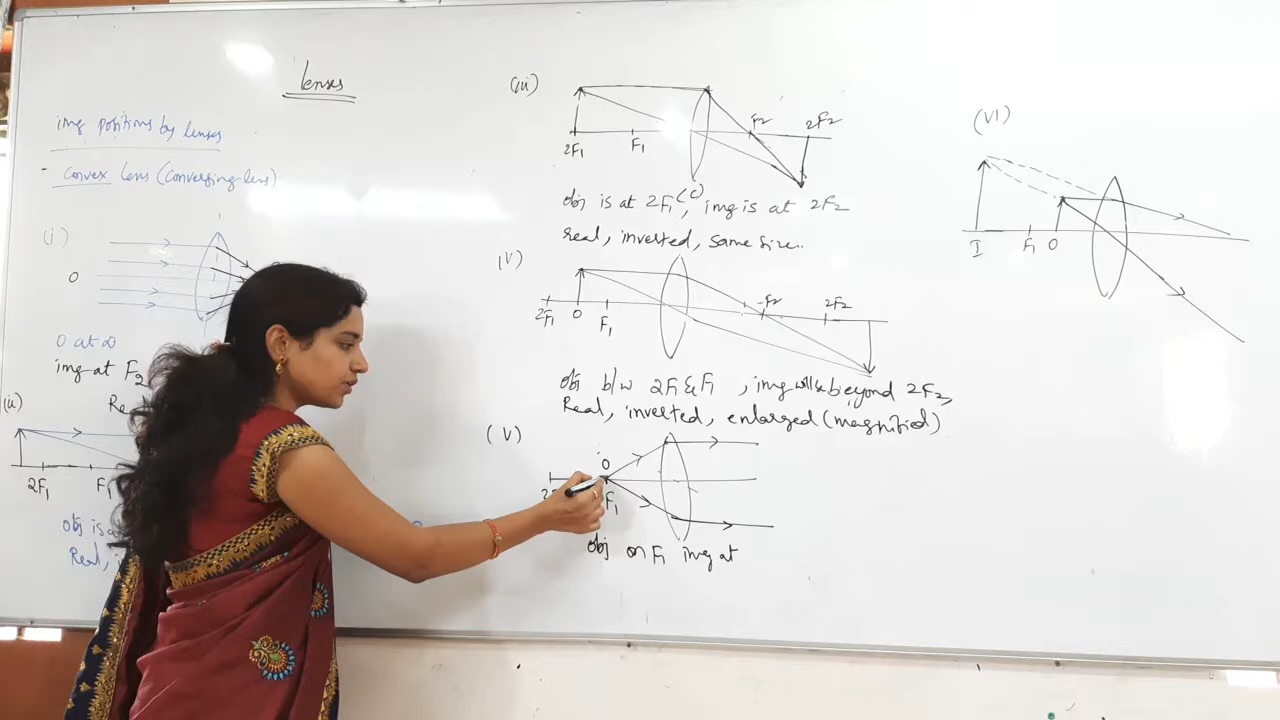 lenses
img positions by lenses
- Convex lens (Converging lens)
(i)
O
O at ∞
img at F2
Re
(ii)
2F1 F1
Obj is a
Real, i
(iii)
2F1 F1 F2 2F2
obj is at 2F1 (C), img is at 2F2
real, inverted, same size.
(V)
2F1 O F1 F2 2F2
Obj b/w 2F1 & F1, img will be beyond 2F2,
Real, inverted, enlarged (magnified)
(V)
O
2 F1
obj on F1 img at
(VI)
I F1 O